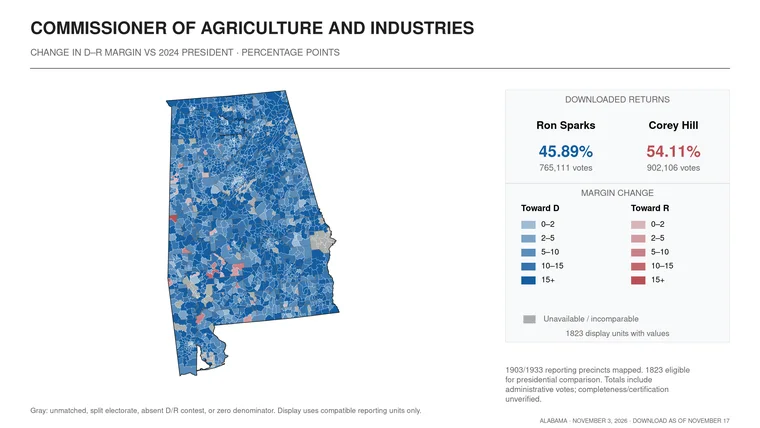 COMMISSIONER OF AGRICULTURE AND INDUSTRIES
CHANGE IN D–R MARGIN VS 2024 PRESIDENT · PERCENTAGE POINTS
DOWNLOADED RETURNS
Ron Sparks Corey Hill
45.89% 54.11%
765,111 votes 902,106 votes
MARGIN CHANGE
Toward D Toward R
0–2 0–2
2–5 2–5
5–10 5–10
10–15 10–15
15+ 15+
Unavailable / incomparable
1823 display units with values
1903/1933 reporting precincts mapped. 1823 eligible
for presidential comparison. Totals include
administrative votes; completeness/certification
unverified.
Gray: unmatched, split electorate, absent D/R contest, or zero denominator. Display uses compatible reporting units only.
ALABAMA · NOVEMBER 3, 2026 · DOWNLOAD AS OF NOVEMBER 17